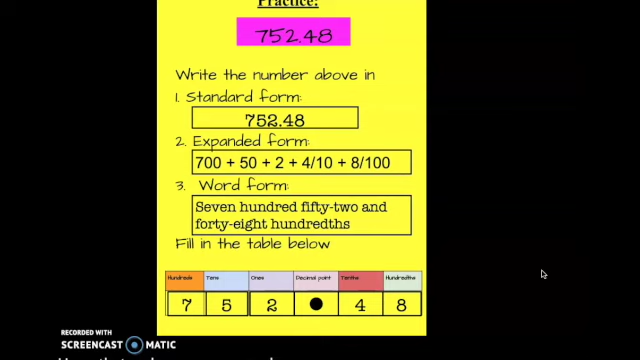 Practice:
752.48
Write the number above in
1. Standard form:
752.48
2. Expanded form:
700 + 50 + 2 + 4/10 + 8/100
3. Word form:
Seven hundred fifty-two and
forty-eight hundredths
Fill in the table below
Hundreds Tens Ones Decimal point Tenths Hundredths
7 5 2 ● 4 8
RECORDED WITH
SCREENCAST MATIC